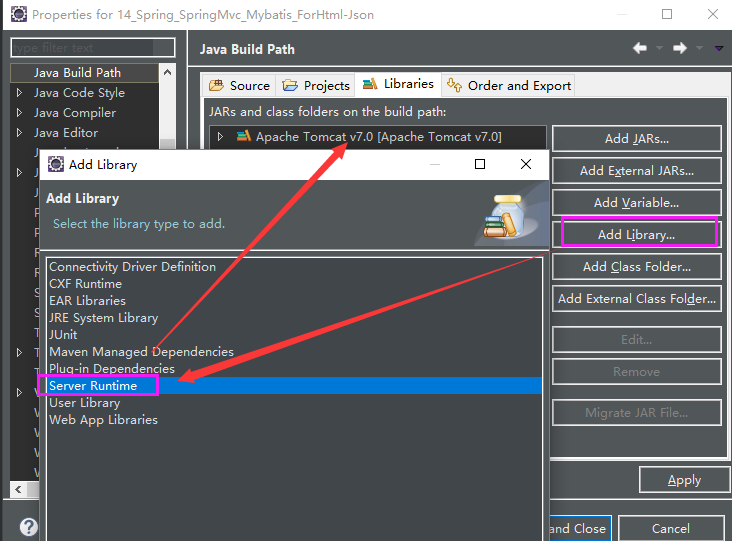 Properties for 14_Spring_SpringMvc_Mybatis_ForHtml-Json
type filter text
Java Build Path
Java Code Style
Java Compiler
Java Editor
Java Build Path
Source
Projects
Libraries
Order and Export
JARs and class folders on the build path:
Apache Tomcat v7.0 [Apache Tomcat v7.0]
Add JARs...
Add External JARs...
Add Variable...
Add Library...
Add Class Folder...
Add External Class Folder...
Edit...
Remove
Migrate JAR File...
Apply
and Close
Cancel
Add Library
Add Library
Select the library type to add.
Connectivity Driver Definition
CXF Runtime
EAR Libraries
JRE System Library
JUnit
Maven Managed Dependencies
Plug-in Dependencies
Server Runtime
User Library
Web App Libraries